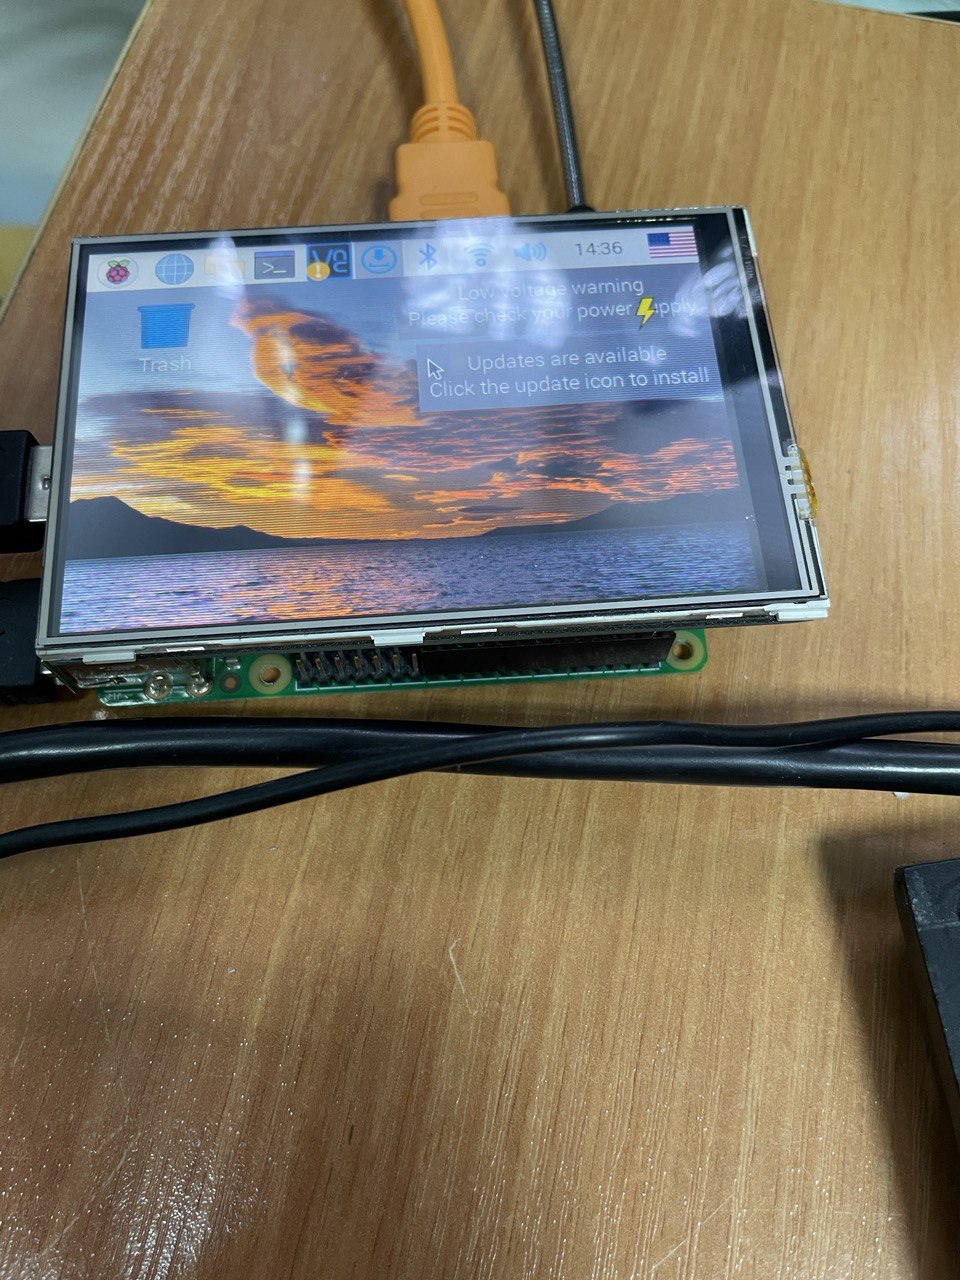 14:36
Low voltage warning
Please check your power supply
Trash
Updates are available
Click the update icon to install